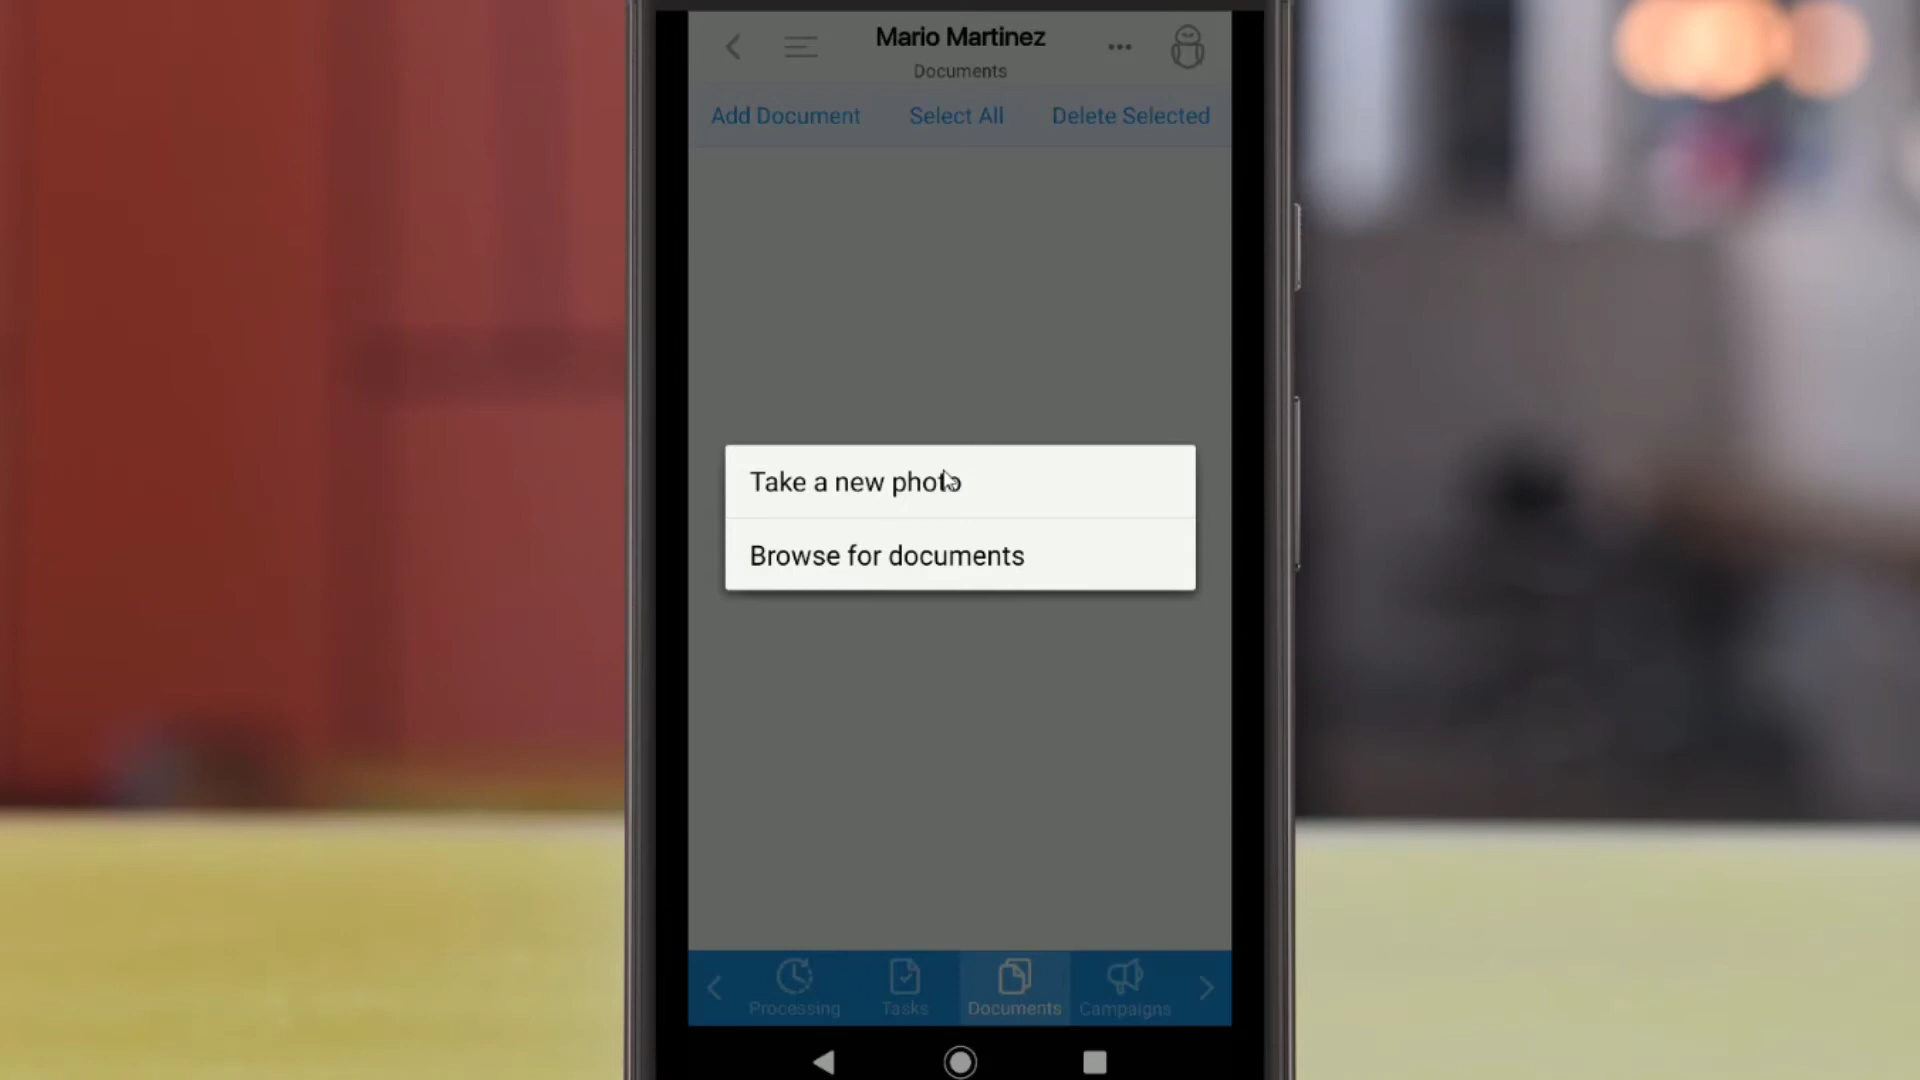 Mario Martinez
Documents
Add Document Select All Delete Selected
Take a new photo
Browse for documents
Processing Tasks Documents Campaigns